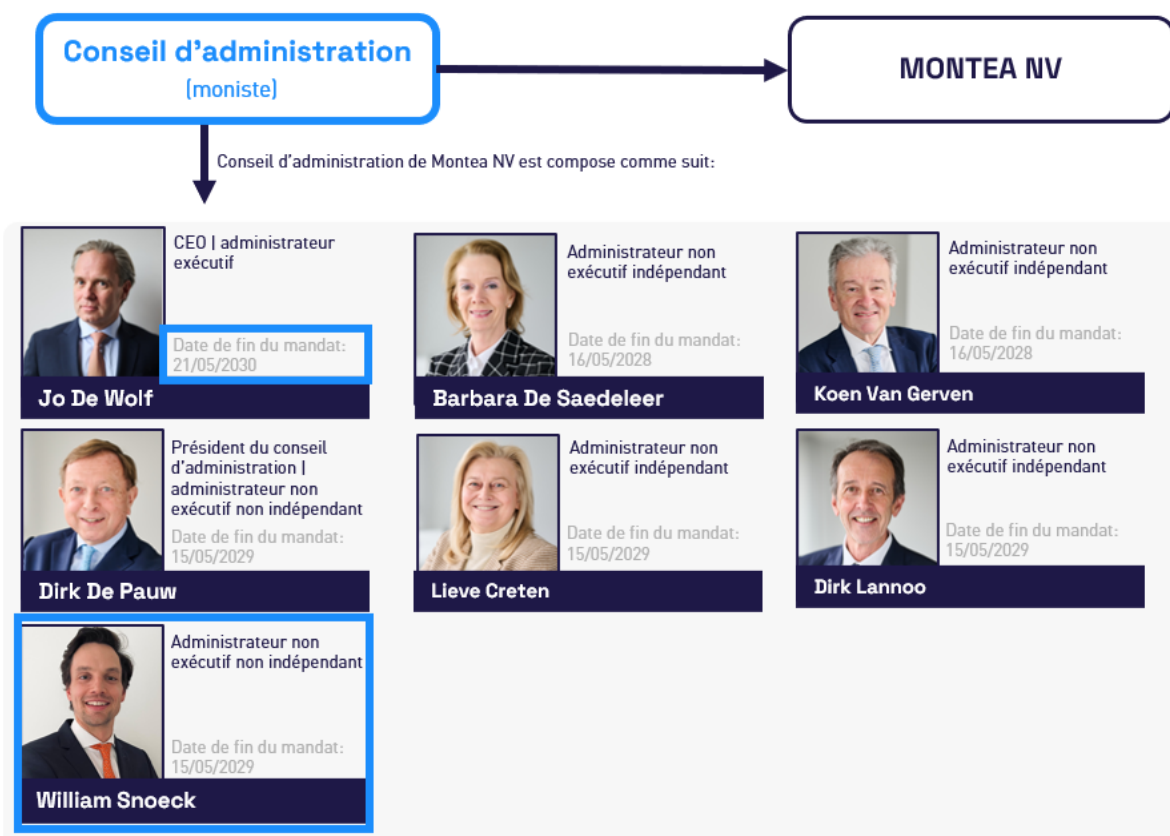 Conseil d'administration
(moniste)
MONTEA NV
Conseil d'administration de Montea NV est compose comme suit:
CEO | administrateur
exécutif
Date de fin du mandat:
21/05/2030
Jo De Wolf
Administrateur non
exécutif indépendant
Date de fin du mandat:
16/05/2028
Barbara De Saedeleer
Administrateur non
exécutif indépendant
Date de fin du mandat:
16/05/2028
Koen Van Gerven
Président du conseil
d'administration |
administrateur non
exécutif non indépendant
Date de fin du mandat:
15/05/2029
Dirk De Pauw
Administrateur non
exécutif indépendant
Date de fin du mandat:
15/05/2029
Lieve Creten
Administrateur non
exécutif indépendant
Date de fin du mandat:
15/05/2029
Dirk Lannoo
Administrateur non
exécutif non indépendant
Date de fin du mandat:
15/05/2029
William Snoeck